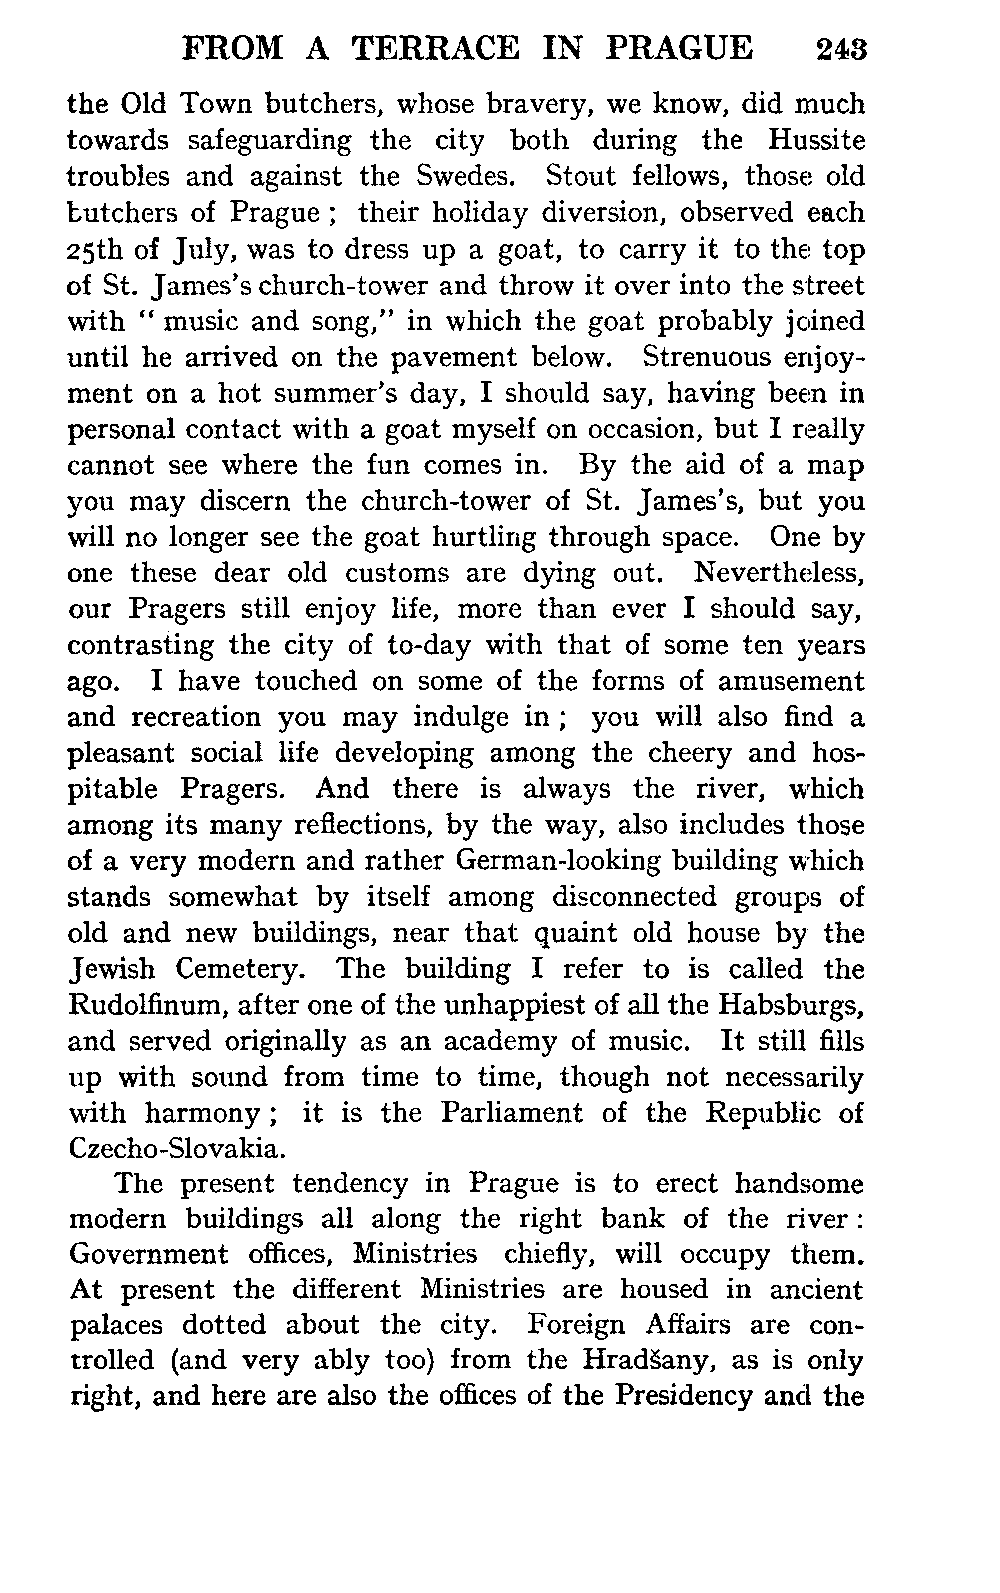 FROM A TERRACE IN PRAGUE 243
the Old Town butchers, whose bravery, we know, did much
towards safeguarding the city both during the Hussite
troubles and against the Swedes. Stout fellows, those old
butchers of Prague ; their holiday diversion, observed each
25th of July, was to dress up a goat, to carry it to the top
of St. James's church-tower and throw it over into the street
with “ music and song,” in which the goat probably joined
until he arrived on the pavement below. Strenuous enjoy-
ment on a hot summer's day, I should say, having been in
personal contact with a goat myself on occasion, but I really
cannot see where the fun comes in. By the aid of a map
you may discern the church-tower of St. James's, but you
will no longer see the goat hurtling through space. One by
one these dear old customs are dying out. Nevertheless,
our Pragers still enjoy life, more than ever I should say,
contrasting the city of to-day with that of some ten years
ago. I have touched on some of the forms of amusement
and recreation you may indulge in ; you will also find a
pleasant social life developing among the cheery and hos-
pitable Pragers. And there is always the river, which
among its many reflections, by the way, also includes those
of a very modern and rather German-looking building which
stands somewhat by itself among disconnected groups of
old and new buildings, near that quaint old house by the
Jewish Cemetery. The building I refer to is called the
Rudolfinum, after one of the unhappiest of all the Habsburgs,
and served originally as an academy of music. It still fills
up with sound from time to time, though not necessarily
with harmony ; it is the Parliament of the Republic of
Czecho-Slovakia.
The present tendency in Prague is to erect handsome
modern buildings all along the right bank of the river :
Government offices, Ministries chiefly, will occupy them.
At present the different Ministries are housed in ancient
palaces dotted about the city. Foreign Affairs are con-
trolled (and very ably too) from the Hradšany, as is only
right, and here are also the offices of the Presidency and the